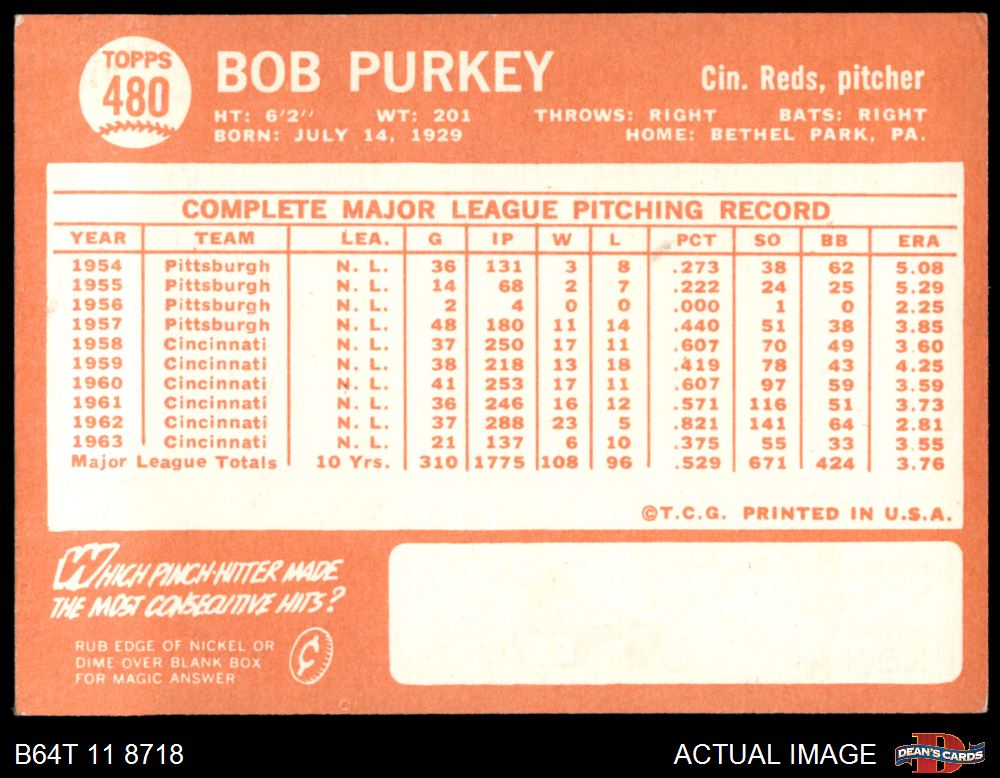 TOPPS
480
BOB PURKEY
Cin. Reds, pitcher
HT: 6'2" WT: 201 THROWS: RIGHT BATS: RIGHT
BORN: JULY 14, 1929 HOME: BETHEL PARK, PA.
COMPLETE MAJOR LEAGUE PITCHING RECORD
YEAR TEAM LEA. G IP W L PCT SO BB ERA
1954 Pittsburgh N. L. 36 131 3 8 .273 38 62 5.08
1955 Pittsburgh N. L. 14 68 2 7 .222 24 25 5.29
1956 Pittsburgh N. L. 2 4 0 0 .000 1 0 2.25
1957 Pittsburgh N. L. 48 180 11 14 .440 51 38 3.85
1958 Cincinnati N. L. 37 250 17 11 .607 70 49 3.60
1959 Cincinnati N. L. 38 218 13 18 .419 78 43 4.25
1960 Cincinnati N. L. 41 253 17 11 .607 97 59 3.59
1961 Cincinnati N. L. 36 246 16 12 .571 116 51 3.73
1962 Cincinnati N. L. 37 288 23 5 .821 141 64 2.81
1963 Cincinnati N. L. 21 137 6 10 .375 55 33 3.55
Major League Totals 10 Yrs. 310 1775 108 96 .529 671 424 3.76
©T.C.G. PRINTED IN U.S.A.
WHICH PINCH-HITTER MADE
THE MOST CONSECUTIVE HITS?
RUB EDGE OF NICKEL OR
DIME OVER BLANK BOX
FOR MAGIC ANSWER
¢
B64T 11 8718
ACTUAL IMAGE
DEAN'S CARDS